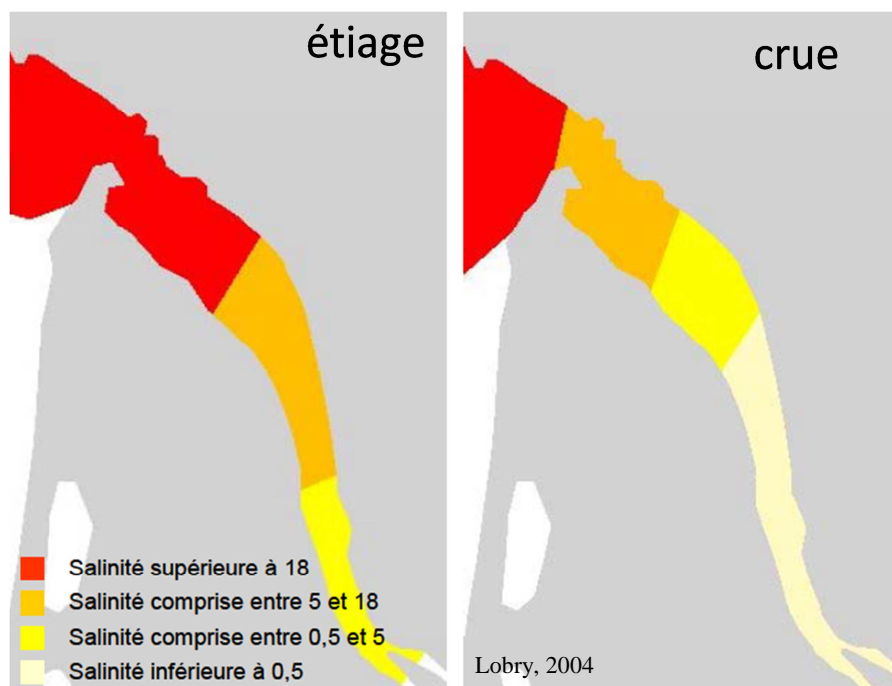 étiage
crue
Salinité supérieure à 18
Salinité comprise entre 5 et 18
Salinité comprise entre 0,5 et 5
Salinité inférieure à 0,5
Lobry, 2004